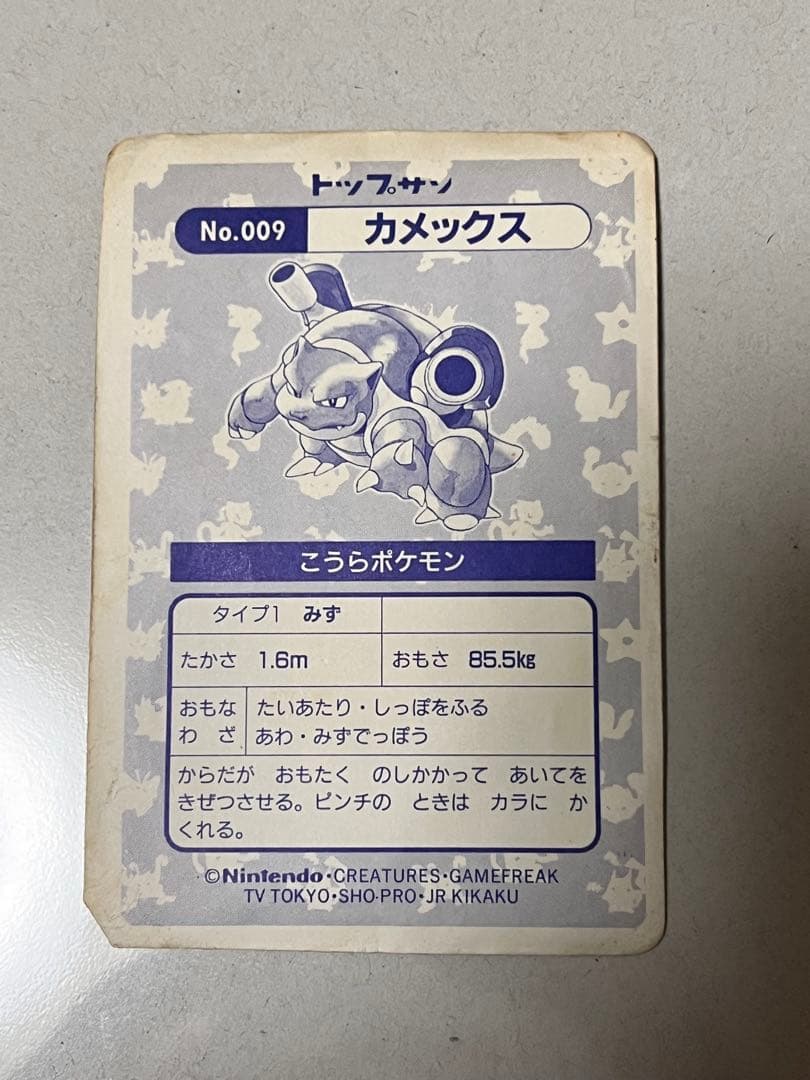 トップサン
No.009 カメックス
こうらポケモン
タイプ1 みず
たかさ 1.6m おもさ 85.5kg
おもな たいあたり・しっぽをふる
わ ざ あわ・みずでっぽう
からだが おもたく のしかかって あいてを
きぜつさせる。ピンチの ときは カラに か
くれる。
©Nintendo・CREATURES・GAMEFREAK
TV TOKYO・SHO-PRO・JR KIKAKU